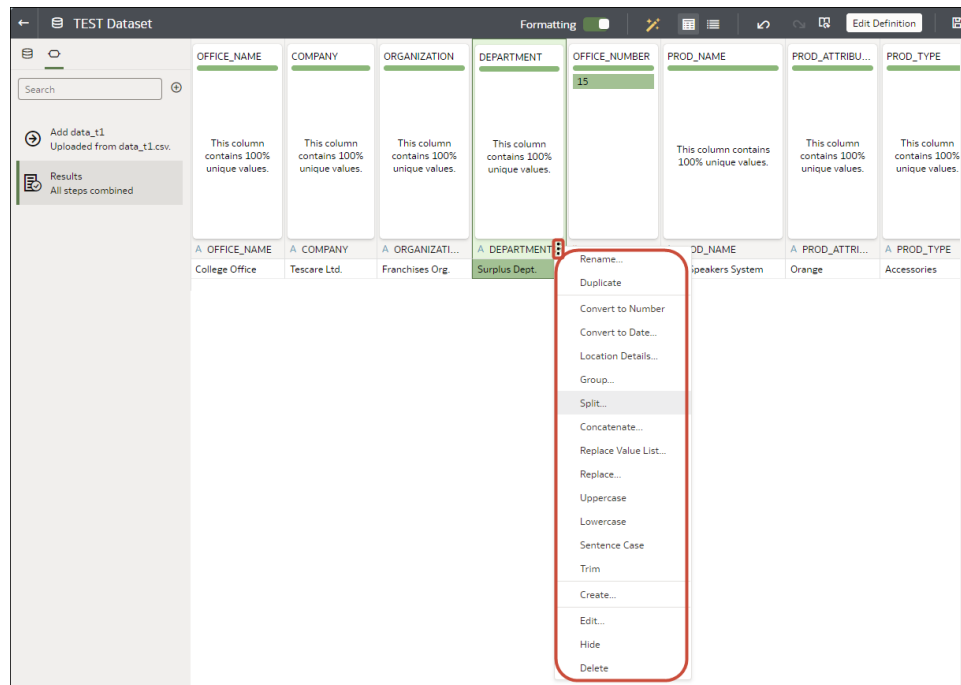 TEST Dataset
Formatting
Edit Definition
Search
Add data_t1
Uploaded from data_t1.csv.
Results
All steps combined
OFFICE_NAME COMPANY ORGANIZATION DEPARTMENT OFFICE_NUMBER PROD_NAME PROD_ATTRIBU... PROD_TYPE
15
This column
contains 100%
unique values.
This column
contains 100%
unique values.
This column
contains 100%
unique values.
This column
contains 100%
unique values.
This column contains
100% unique values.
This column
contains 100%
unique values.
This column
contains 100%
unique values.
A OFFICE_NAME A COMPANY A ORGANIZATI... A DEPARTMENT OD_NAME A PROD_ATTRI... A PROD_TYPE
College Office Tescare Ltd. Franchises Org. Surplus Dept. Speakers System Orange Accessories
Rename...
Duplicate
Convert to Number
Convert to Date...
Location Details...
Group...
Split...
Concatenate...
Replace Value List...
Replace...
Uppercase
Lowercase
Sentence Case
Trim
Create...
Edit...
Hide
Delete